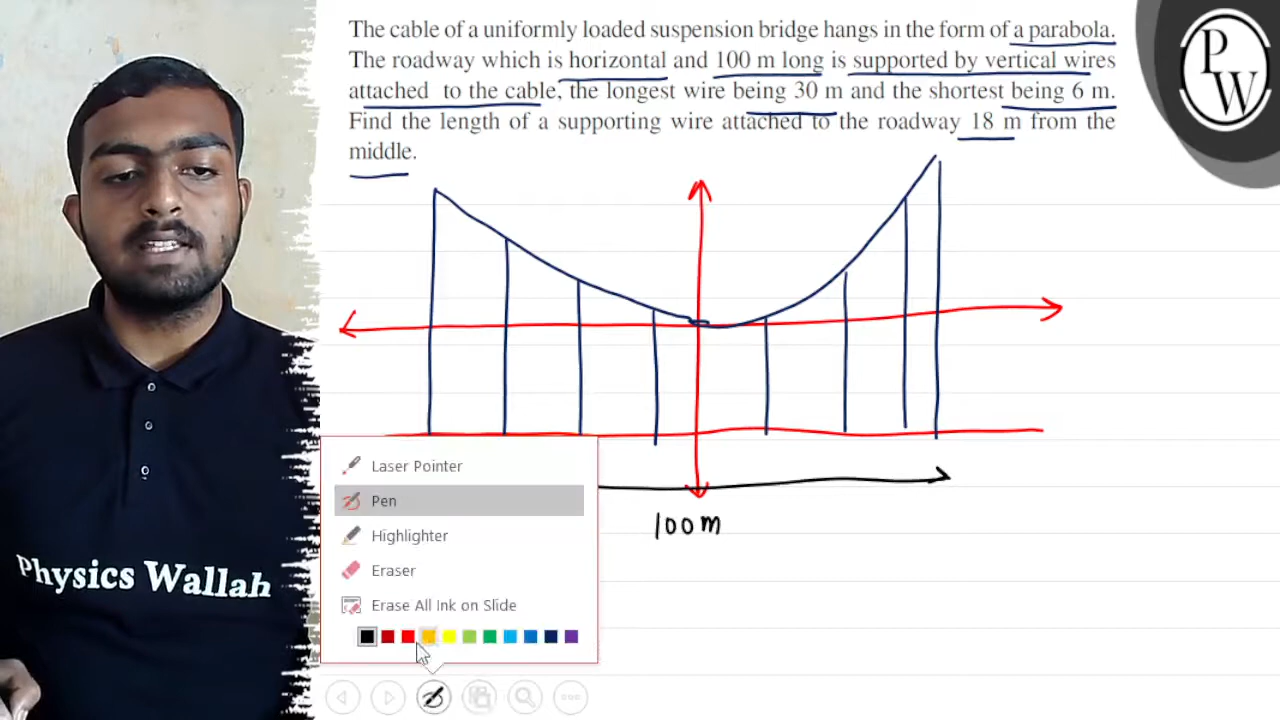 The cable of a uniformly loaded suspension bridge hangs in the form of a parabola.
The roadway which is horizontal and 100 m long is supported by vertical wires
attached to the cable, the longest wire being 30 m and the shortest being 6 m.
Find the length of a supporting wire attached to the roadway 18 m from the
middle.
P
W
Laser Pointer
Pen
Highlighter
Eraser
Erase All Ink on Slide
100m
Physics Wallah